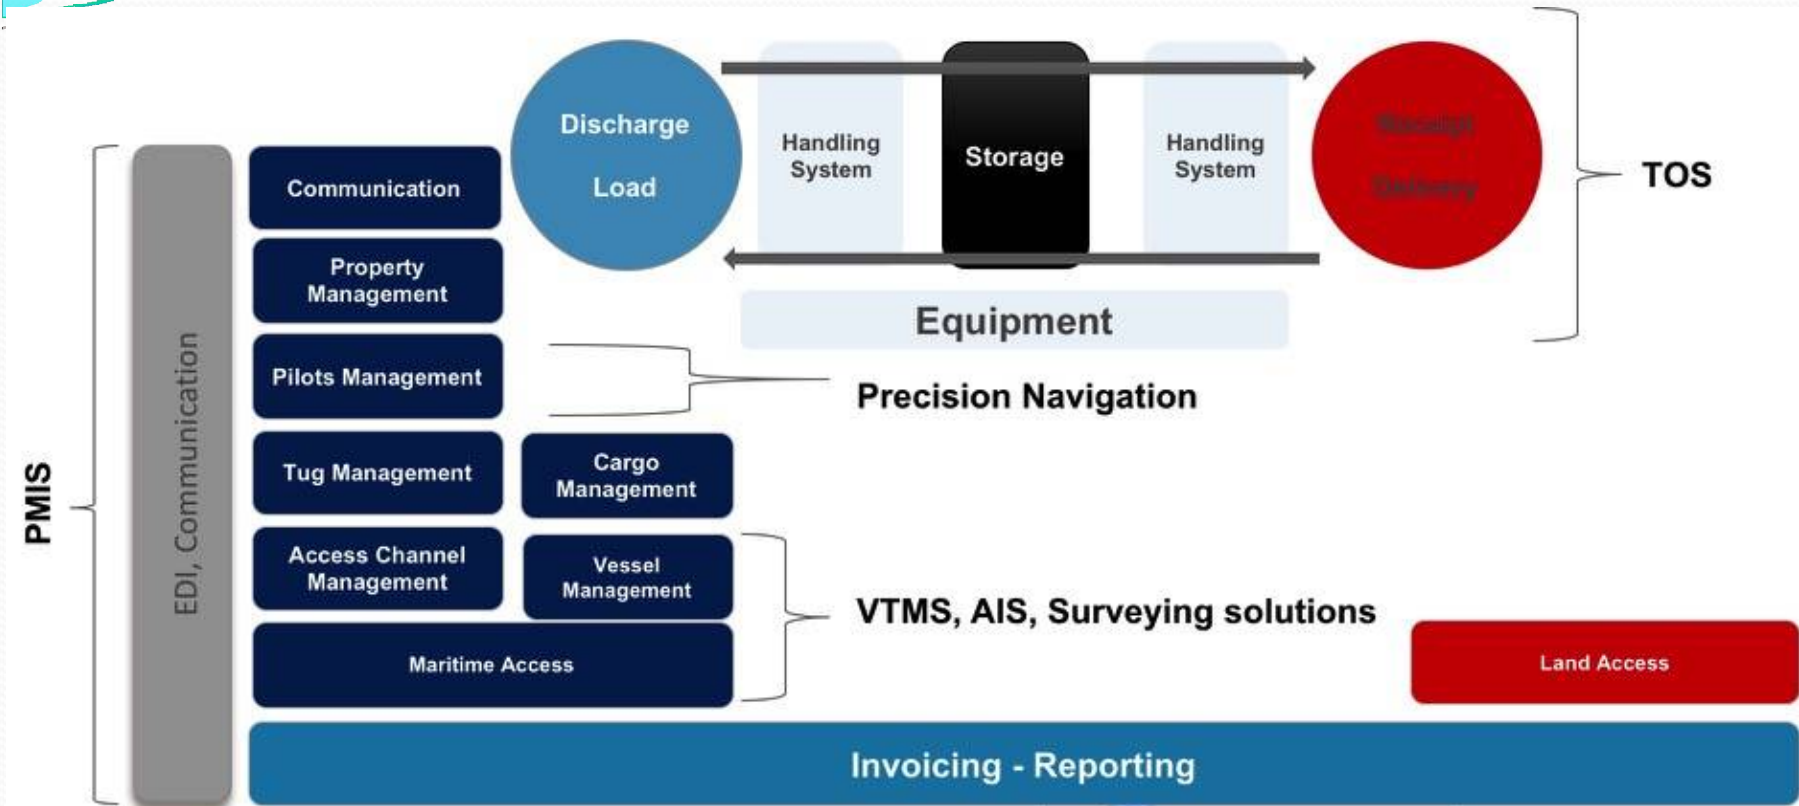 Discharge
Load
Handling
System
Storage
Handling
System
Receipt
Delivery
TOS
Equipment
PMIS
EDI, Communication
Communication
Property
Management
Pilots Management
Precision Navigation
Tug Management
Cargo
Management
Access Channel
Management
Vessel
Management
VTMS, AIS, Surveying solutions
Maritime Access
Land Access
Invoicing - Reporting